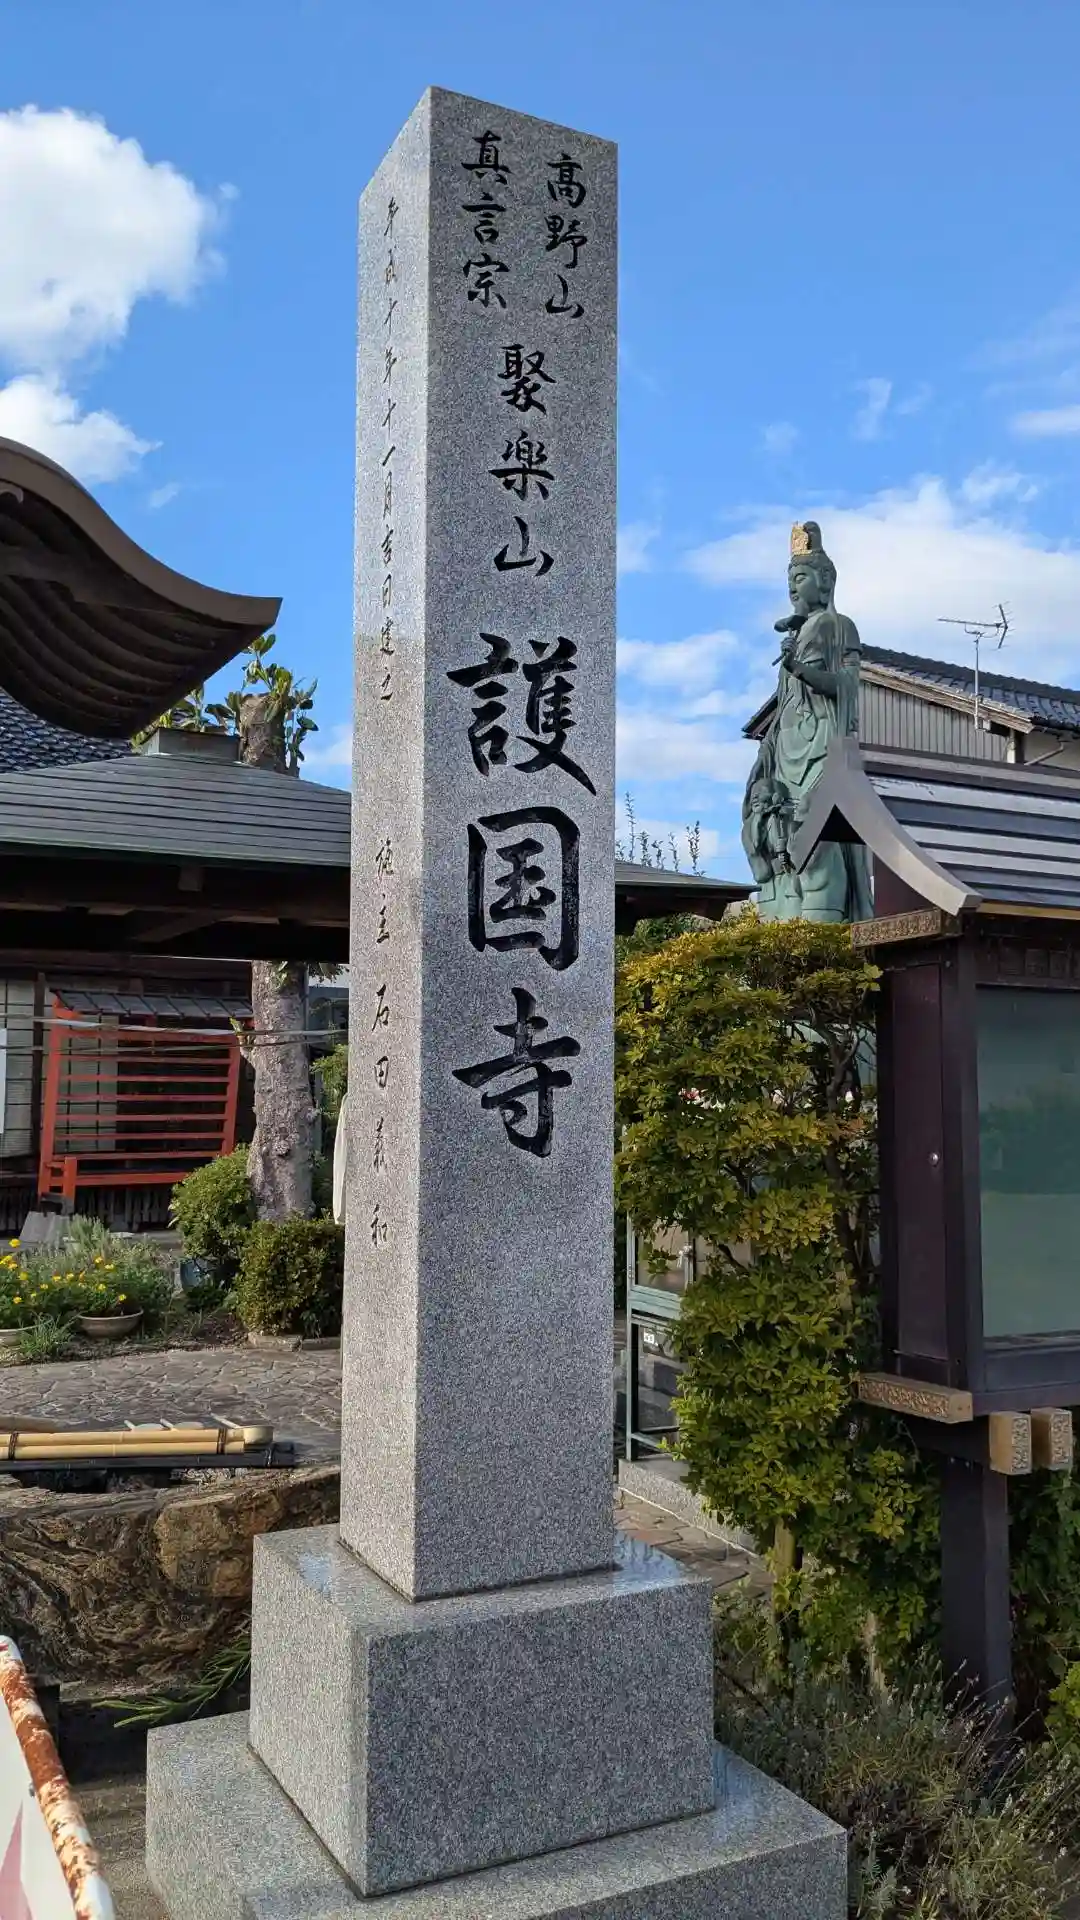 高野山
真言宗
聚楽山
護国寺
平成十年十一月吉日建之
施主 石田義和